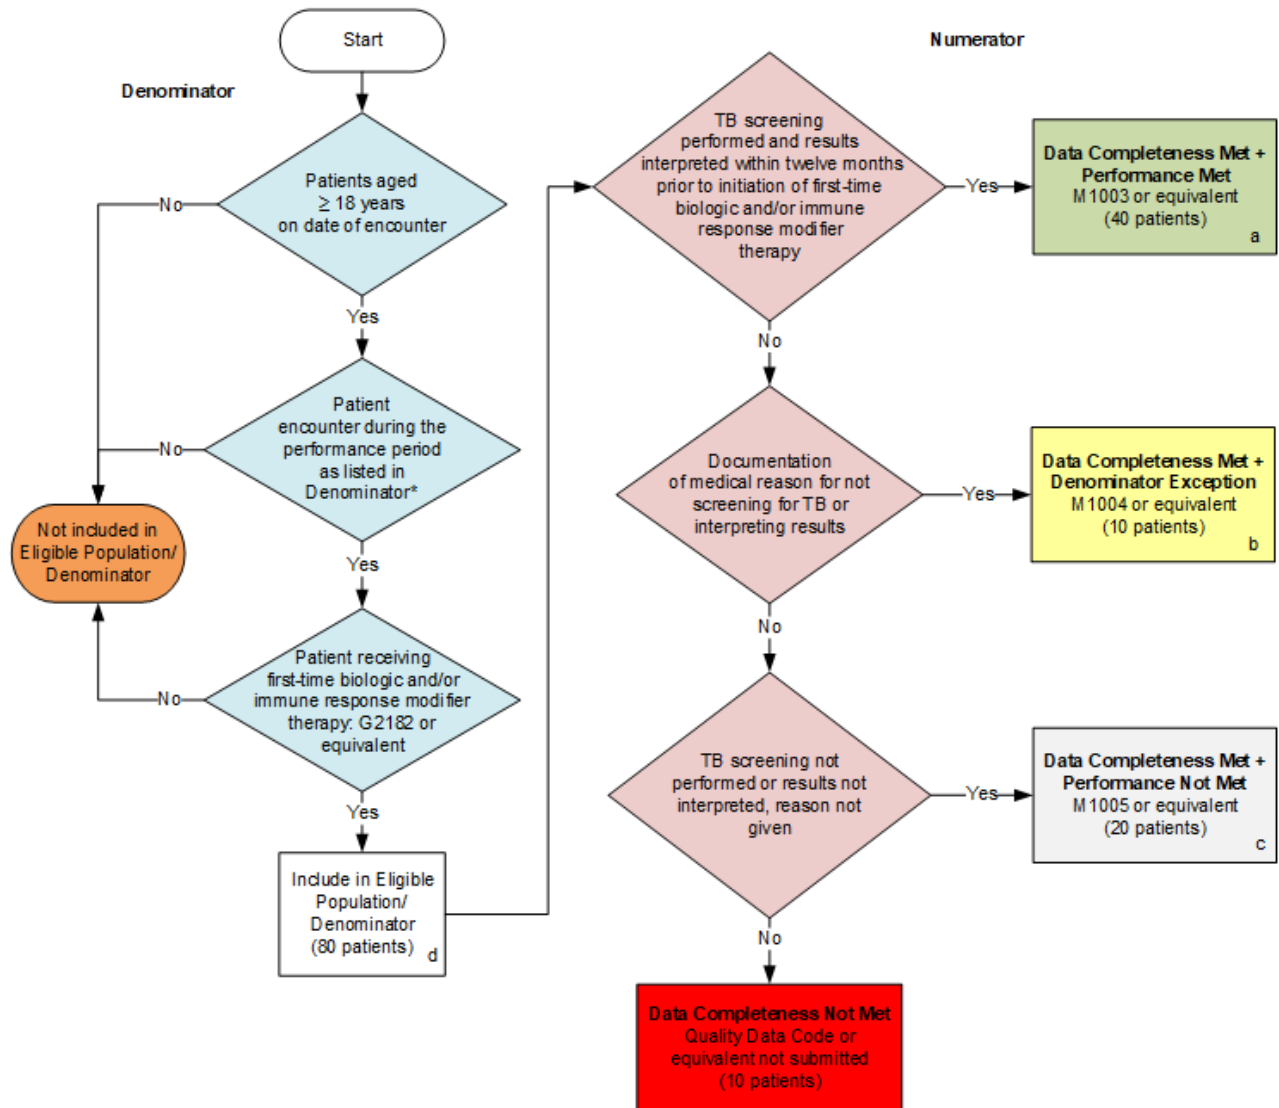 Start
Denominator
Patients aged
≥ 18 years
on date of encounter
No
Yes
Patient
encounter during the
performance period
as listed in
Denominator*
No
Yes
Not included in
Eligible Population/
Denominator
Patient receiving
first-time biologic and/or
immune response modifier
therapy: G2182 or
equivalent
No
Yes
Include in Eligible
Population/
Denominator
(80 patients)
d
Numerator
TB screening
performed and results
interpreted within twelve months
prior to initiation of first-time
biologic and/or immune
response modifier
therapy
Yes
Data Completeness Met +
Performance Met
M1003 or equivalent
(40 patients)
a
No
Documentation
of medical reason for not
screening for TB or
interpreting results
Yes
Data Completeness Met +
Denominator Exception
M1004 or equivalent
(10 patients)
b
No
TB screening not
performed or results not
interpreted, reason not
given
Yes
Data Completeness Met +
Performance Not Met
M1005 or equivalent
(20 patients)
c
No
Data Completeness Not Met
Quality Data Code or
equivalent not submitted
(10 patients)